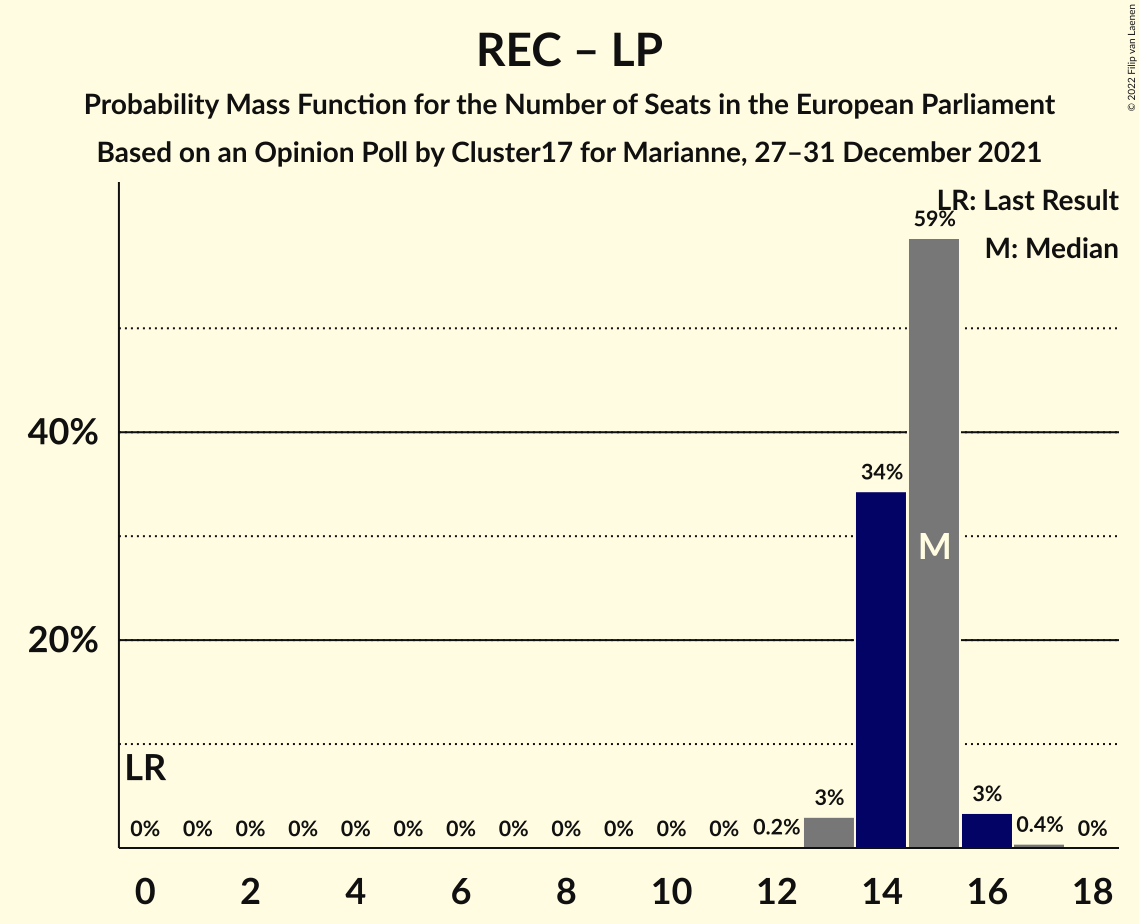 REC – LP
Probability Mass Function for the Number of Seats in the European Parliament
Based on an Opinion Poll by Cluster17 for Marianne, 27–31 December 2021
© 2022 Filip van Laenen
LR: Last Result
M: Median
59%
40%
34%
M
20%
LR
0% 0% 0% 0% 0% 0% 0% 0% 0% 0% 0% 0% 0.2% 3% 3% 0.4% 0%
0 2 4 6 8 10 12 14 16 18